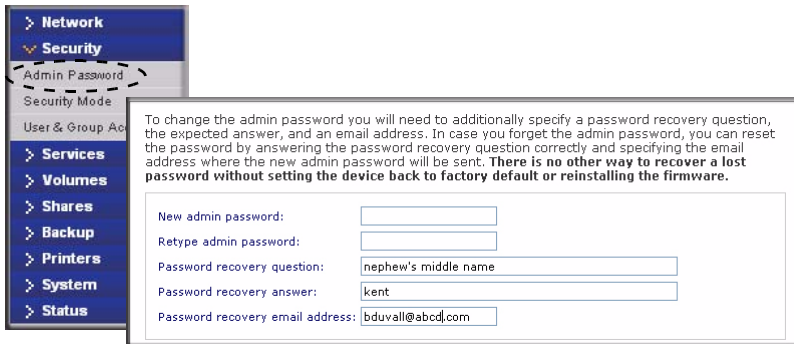 Network
Security
Admin Password
Security Mode
User & Group Ac
Services
Volumes
Shares
Backup
Printers
System
Status
To change the admin password you will need to additionally specify a password recovery question,
the expected answer, and an email address. In case you forget the admin password, you can reset
the password by answering the password recovery question correctly and specifying the email
address where the new admin password will be sent. There is no other way to recover a lost
password without setting the device back to factory default or reinstalling the firmware.
New admin password:
Retype admin password:
Password recovery question: nephew's middle name
Password recovery answer: kent
Password recovery email address: bduvall@abcd.com